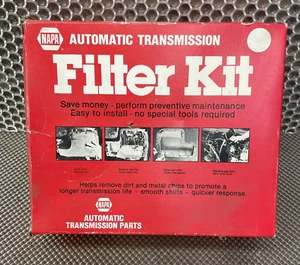 NAPA
AUTOMATIC TRANSMISSION
Filter Kit
Save money - perform preventive maintenance
Easy to install - no special tools required
Helps remove dirt and metal chips to promote a
longer transmission life - smooth shifts - quicker response.
NAPA
AUTOMATIC
TRANSMISSION PARTS